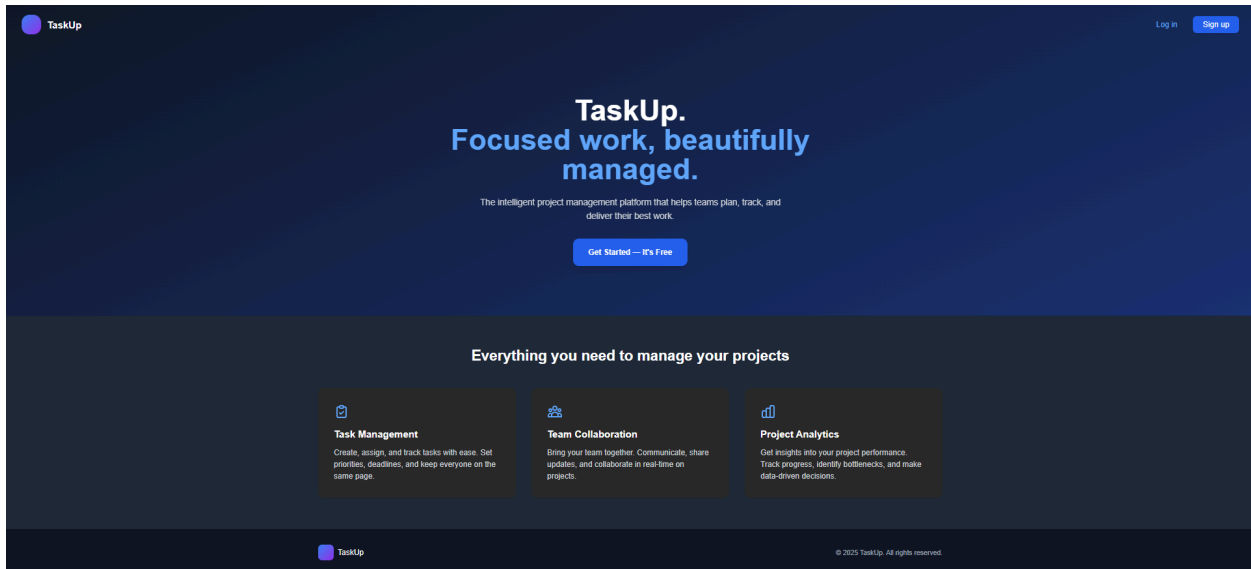 TaskUp
Log in
Sign up
TaskUp.
Focused work, beautifully
managed.
The intelligent project management platform that helps teams plan, track, and
deliver their best work.
Get Started — It's Free
Everything you need to manage your projects
Task Management
Create, assign, and track tasks with ease. Set
priorities, deadlines, and keep everyone on the
same page.
Team Collaboration
Bring your team together. Communicate, share
updates, and collaborate in real-time on
projects.
Project Analytics
Get insights into your project performance.
Track progress, identify bottlenecks, and make
data-driven decisions.
TaskUp
© 2025 TaskUp. All rights reserved.